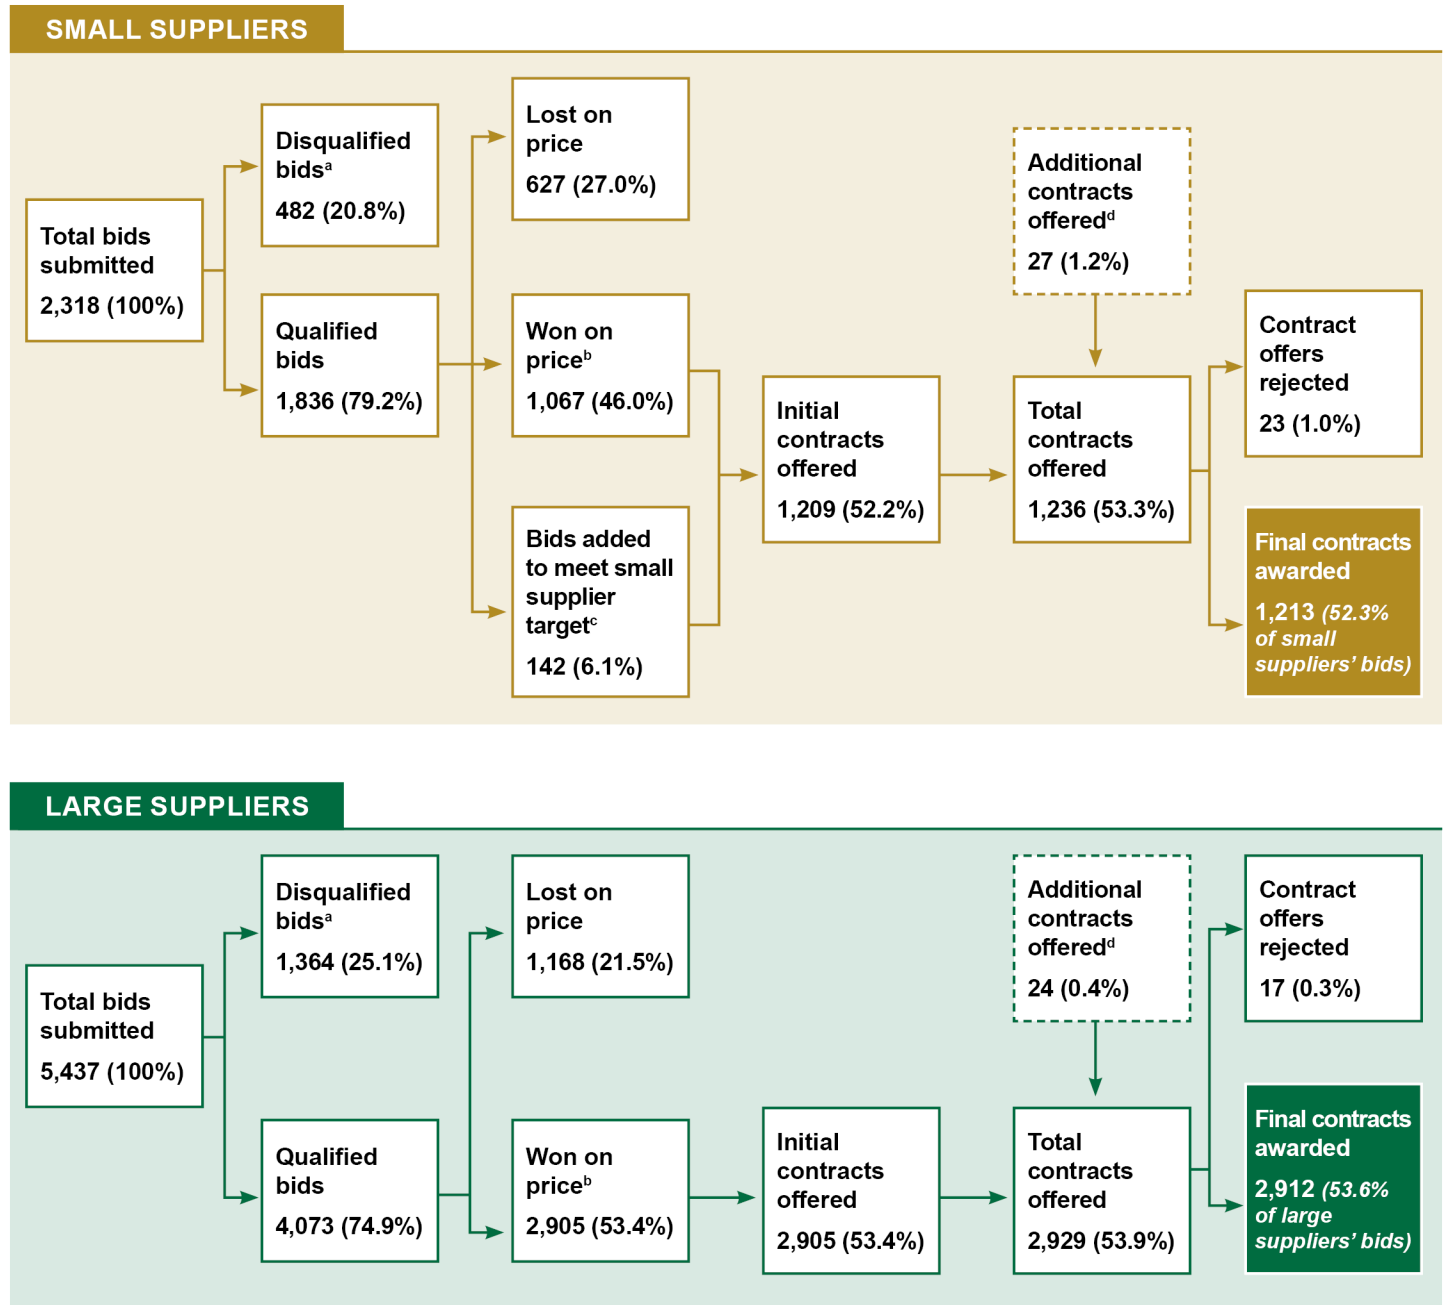 SMALL SUPPLIERS
Total bids
submitted
2,318 (100%)
Disqualified
bidsᵃ
482 (20.8%)
Qualified
bids
1,836 (79.2%)
Lost on
price
627 (27.0%)
Won on
priceᵇ
1,067 (46.0%)
Bids added
to meet small
supplier
targetᶜ
142 (6.1%)
Initial
contracts
offered
1,209 (52.2%)
Additional
contracts
offeredᵈ
27 (1.2%)
Total
contracts
offered
1,236 (53.3%)
Contract
offers
rejected
23 (1.0%)
Final contracts
awarded
1,213 (52.3%
of small
suppliers’ bids)
LARGE SUPPLIERS
Total bids
submitted
5,437 (100%)
Disqualified
bidsᵃ
1,364 (25.1%)
Qualified
bids
4,073 (74.9%)
Lost on
price
1,168 (21.5%)
Won on
priceᵇ
2,905 (53.4%)
Initial
contracts
offered
2,905 (53.4%)
Additional
contracts
offeredᵈ
24 (0.4%)
Total
contracts
offered
2,929 (53.9%)
Contract
offers
rejected
17 (0.3%)
Final contracts
awarded
2,912 (53.6%
of large
suppliers’ bids)